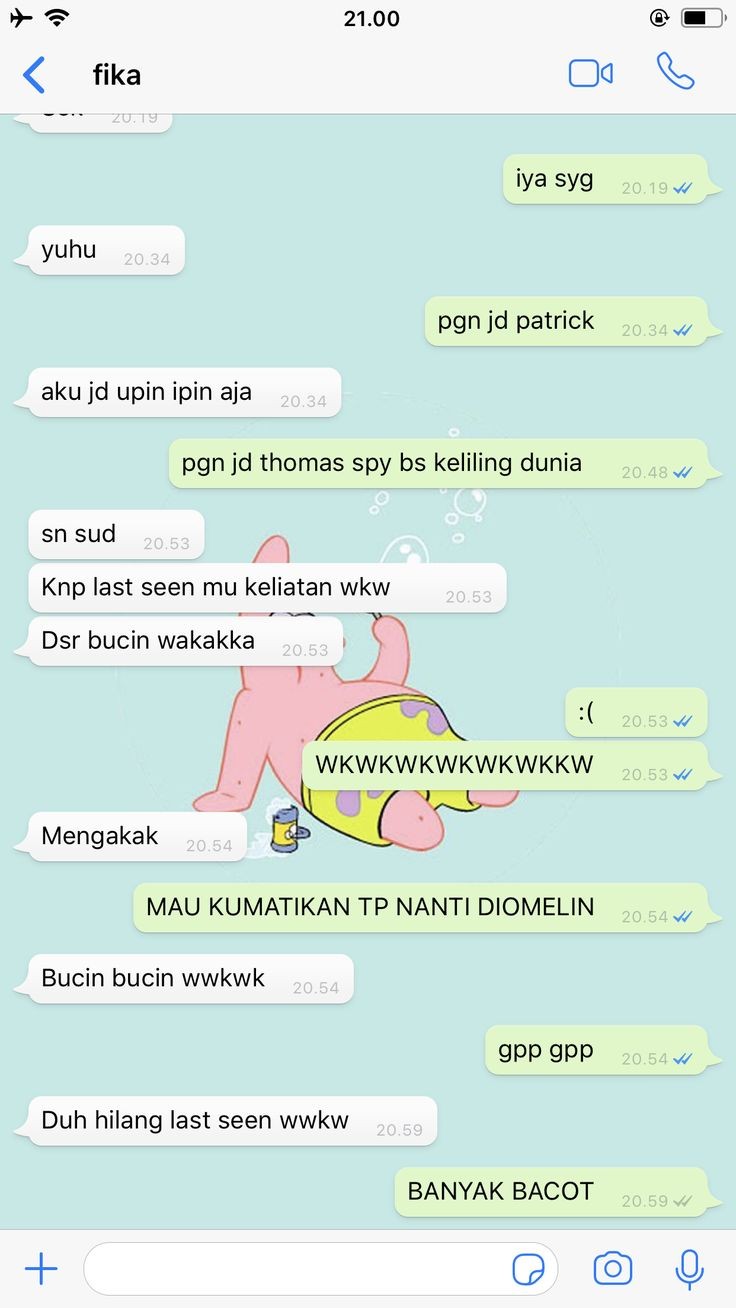 21.00
fika
20.19
iya syg 20.19
yuhu 20.34
pgn jd patrick 20.34
aku jd upin ipin aja 20.34
pgn jd thomas spy bs keliling dunia 20.48
sn sud 20.53
Knp last seen mu keliatan wkw 20.53
Dsr bucin wakakka 20.53
:( 20.53
WKWKWKWKWKWKKW 20.53
Mengakak 20.54
MAU KUMATIKAN TP NANTI DIOMELIN 20.54
Bucin bucin wwkwk 20.54
gpp gpp 20.54
Duh hilang last seen wwkw 20.59
BANYAK BACOT 20.59